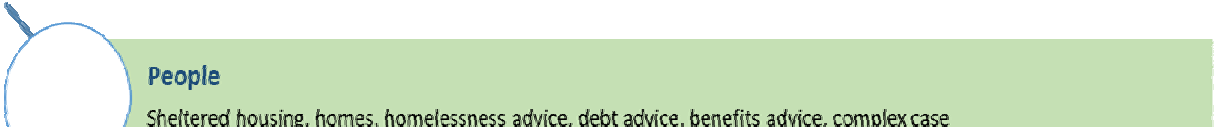 People
Sheltered housing, homes, homelessness advice, debt advice, benefits advice, complex case